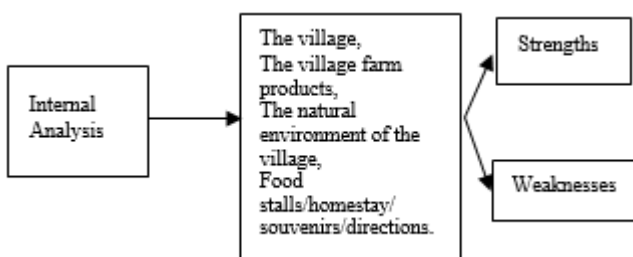 Internal
Analysis
The village,
The village farm
products,
The natural
environment of the
village,
Food
stalls/homestay/
souvenirs/directions.
Strengths
Weaknesses